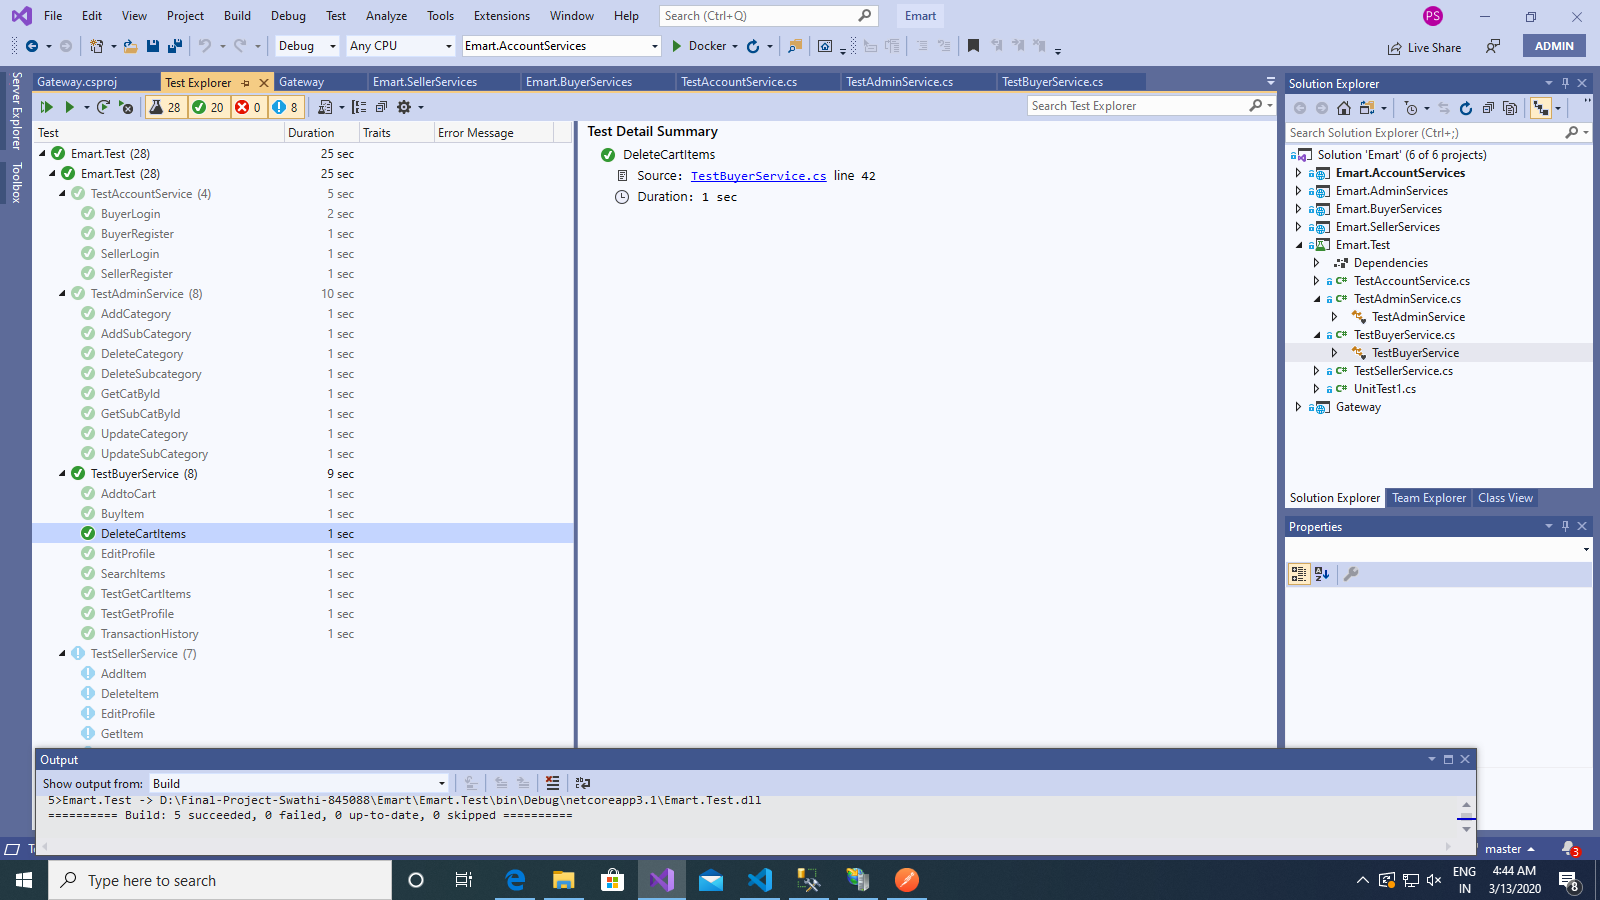 File Edit View Project Build Debug Test Analyze Tools Extensions Window Help Search (Ctrl+Q) Emart PS
Debug Any CPU Emart.AccountServices Docker Live Share ADMIN
Server Explorer
Toolbox
Gateway.csproj Test Explorer Gateway Emart.SellerServices Emart.BuyerServices TestAccountService.cs TestAdminService.cs TestBuyerService.cs
28 20 0 8 Search Test Explorer
Test Duration Traits Error Message
Emart.Test (28) 25 sec
Emart.Test (28) 25 sec
TestAccountService (4) 5 sec
BuyerLogin 2 sec
BuyerRegister 1 sec
SellerLogin 1 sec
SellerRegister 1 sec
TestAdminService (8) 10 sec
AddCategory 1 sec
AddSubCategory 1 sec
DeleteCategory 1 sec
DeleteSubcategory 1 sec
GetCatById 1 sec
GetSubCatById 1 sec
UpdateCategory 1 sec
UpdateSubCategory 1 sec
TestBuyerService (8) 9 sec
AddtoCart 1 sec
BuyItem 1 sec
DeleteCartItems 1 sec
EditProfile 1 sec
SearchItems 1 sec
TestGetCartItems 1 sec
TestGetProfile 1 sec
TransactionHistory 1 sec
TestSellerService (7)
AddItem
DeleteItem
EditProfile
GetItem
Test Detail Summary
DeleteCartItems
Source: TestBuyerService.cs line 42
Duration: 1 sec
Solution Explorer
Search Solution Explorer (Ctrl+;)
Solution 'Emart' (6 of 6 projects)
Emart.AccountServices
Emart.AdminServices
Emart.BuyerServices
Emart.SellerServices
Emart.Test
Dependencies
C# TestAccountService.cs
C# TestAdminService.cs
TestAdminService
C# TestBuyerService.cs
TestBuyerService
C# TestSellerService.cs
C# UnitTest1.cs
Gateway
Solution Explorer Team Explorer Class View
Properties
Output
Show output from: Build
5>Emart.Test -> D:\Final-Project-Swathi-845088\Emart\Emart.Test\bin\Debug\netcoreapp3.1\Emart.Test.dll
========== Build: 5 succeeded, 0 failed, 0 up-to-date, 0 skipped ==========
master 3
Type here to search
ENG
IN
4:44 AM
3/13/2020
8